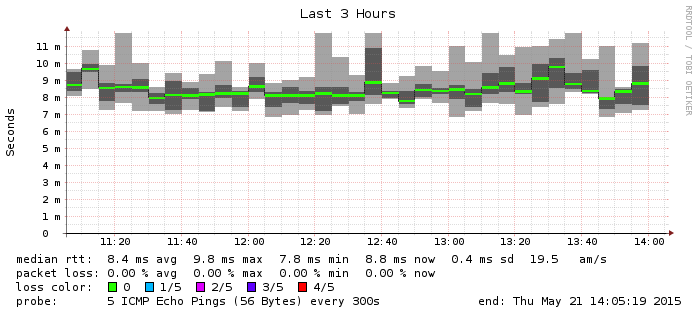 Last 3 Hours
RRDTOOL / TOBI OETIKER
Seconds
11 m
10 m
9 m
8 m
7 m
6 m
5 m
4 m
3 m
2 m
1 m
0
11:20 11:40 12:00 12:20 12:40 13:00 13:20 13:40 14:00
median rtt: 8.4 ms avg 9.8 ms max 7.8 ms min 8.8 ms now 0.4 ms sd 19.5 am/s
packet loss: 0.00 % avg 0.00 % max 0.00 % min 0.00 % now
loss color: 0 1/5 2/5 3/5 4/5
probe: 5 ICMP Echo Pings (56 Bytes) every 300s end: Thu May 21 14:05:19 2015